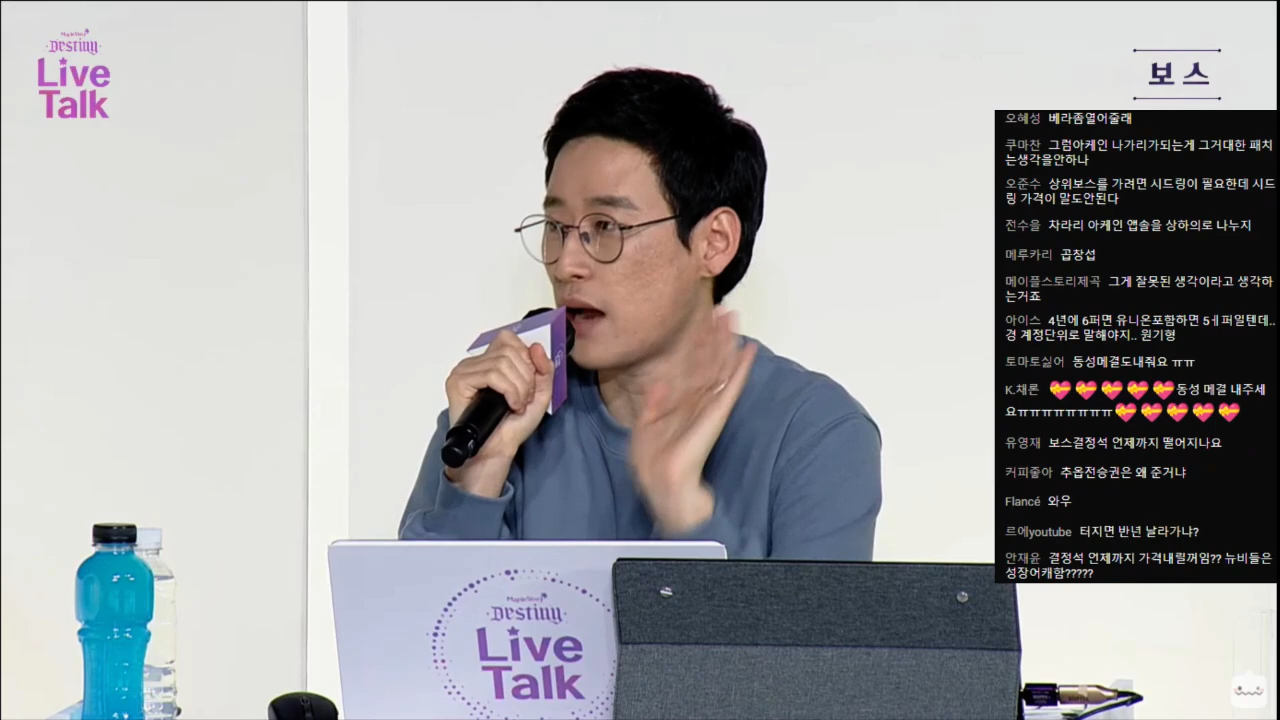 MapleStory
DESTINY
Live
Talk
보스
오혜성 베라좀열어줄래
쿠마찬 그럼아케인 나가리가되는게 그거대한 패치
는생각을안하나
오준수 상위보스를 가려면 시드링이 필요한데 시드
링 가격이 말도안된다
전수을 차라리 아케인 앱솔을 상하의로 나누지
메루카리 곱창섭
메이플스토리제곡 그게 잘못된 생각이라고 생각하
는거죠
아이스 4년에 6퍼면 유니온포함하면 5ㅔ퍼일텐데..
경 계정단위로 말해야지.. 원기형
토마토싫어 동성메결도내줘요 ㅠㅠ
K.채론 💝💝💝💝💝동성 메결 내주세
요ㅠㅠㅠㅠㅠㅠㅠㅠ💝💝💝💝💝
유영재 보스결정석 언제까지 떨어지나요
커피좋아 추옵전승권은 왜 준거냐
Flancé 와우
르에youtube 터지면 반년 날라가냐?
안재윤 결정석 언제까지 가격내릴꺼임?? 뉴비들은
성장어캐함?????
MapleStory
DESTINY
Live
Talk